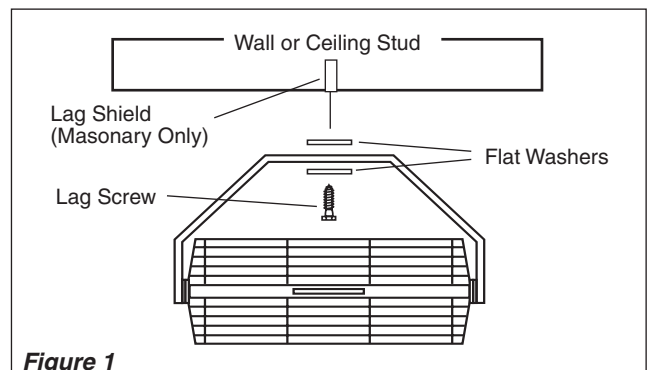 Wall or Ceiling Stud
Lag Shield
(Masonary Only)
Flat Washers
Lag Screw
Figure 1